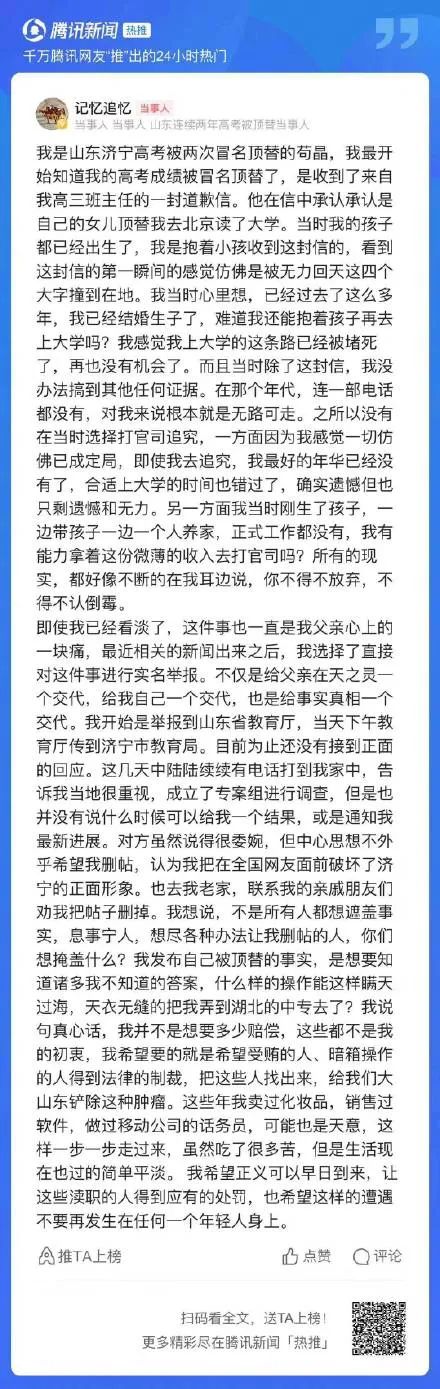 腾讯新闻 热推
千万腾讯网友“推”出的24小时热门
记忆追忆 当事人
当事人 当事人 山东连续两年高考被顶替当事人
我是山东济宁高考被两次冒名顶替的苟晶，我最开
始知道我的高考成绩被冒名顶替了，是收到了来自
我高三班主任的一封道歉信。他在信中承认承认是
自己的女儿顶替我去北京读了大学。当时我的孩子
都已经出生了，我是抱着小孩收到这封信的，看到
这封信的第一瞬间的感觉仿佛是被无力回天这四个
大字撞到在地。我当时心里想，已经过去了这么多
年，我已经结婚生子了，难道我还能抱着孩子再去
上大学吗？我感觉我上大学的这条路已经被堵死
了，再也没有机会了。而且当时除了这封信，我没
办法搞到其他任何证据。在那个年代，连一部电话
都没有，对我来说根本就是无路可走。之所以没有
在当时选择打官司追究，一方面因为我感觉一切仿
佛已成定局，即使我去追究，我最好的年华已经没
有了，合适上大学的时间也错过了，确实遗憾但也
只剩遗憾和无力。另一方面我当时刚生了孩子，一
边带孩子一边一个人养家，正式工作都没有，我有
能力拿着这份微薄的收入去打官司吗？所有的现
实，都好像不断的在我耳边说，你不得不放弃，不
得不认倒霉。
即使我已经看淡了，这件事也一直是我父亲心上的
一块痛，最近相关的新闻出来之后，我选择了直接
对这件事进行实名举报。不仅是给父亲在天之灵一
个交代，给我自己一个交代，也是给事实真相一个
交代。我开始是举报到山东省教育厅，当天下午教
育厅传到济宁市教育局。目前为止还没有接到正面
的回应。这几天中陆陆续续有电话打到我家中，告
诉我当地很重视，成立了专案组进行调查，但是也
并没有说什么时候可以给我一个结果，或是通知我
最新进展。对方虽然说得很委婉，但中心思想不外
乎希望我删帖，认为我把在全国网友面前破坏了济
宁的正面形象。也去我老家，联系我的亲戚朋友们
劝我把帖子删掉。我想说，不是所有人都想遮盖事
实，息事宁人，想尽各种办法让我删帖的人，你们
想掩盖什么？我发布自己被顶替的事实，是想要知
道诸多我不知道的答案，什么样的操作能这样瞒天
过海，天衣无缝的把我弄到湖北的中专去了？我说
句真心话，我并不是想要多少赔偿，这些都不是我
的初衷，我希望要的就是希望受贿的人、暗箱操作
的人得到法律的制裁，把这些人找出来，给我们大
山东铲除这种肿瘤。这些年我卖过化妆品，销售过
软件，做过移动公司的话务员，可能也是天意，这
样一步一步走过来，虽然吃了很多苦，但是生活现
在也过的简单平淡。 我希望正义可以早日到来，让
这些渎职的人得到应有的处罚，也希望这样的遭遇
不要再发生在任何一个年轻人身上。
推TA上榜 点赞 评论
扫码看全文，送TA上榜！
更多精彩尽在腾讯新闻「热推」